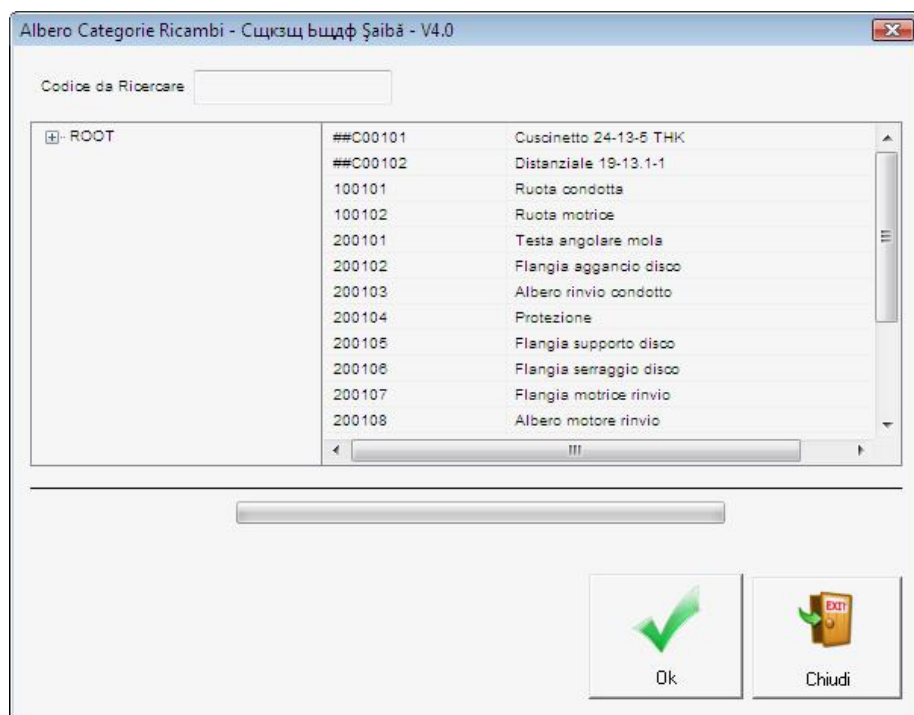 Albero Categorie Ricambi - Сщкзщ Ьщдф Şaibă - V4.0
Codice da Ricercare
ROOT
##C00101 Cuscinetto 24-13-5 THK
##C00102 Distanziale 19-13.1-1
100101 Ruota condotta
100102 Ruota motrice
200101 Testa angolare mola
200102 Flangia aggancio disco
200103 Albero rinvio condotto
200104 Protezione
200105 Flangia supporto disco
200106 Flangia serraggio disco
200107 Flangia motrice rinvio
200108 Albero motore rinvio
EXIT
Ok Chiudi